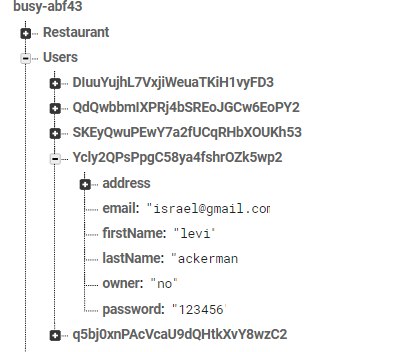 busy-abf43
Restaurant
Users
DIuuYujhL7VxjiWeuaTKiH1vyFD3
QdQwbbmIXPRj4bSREoJGCw6EoPY2
SKEyQwuPEwY7a2fUCqRHbXOUKh53
Ycly2QPsPpgC58ya4fshrOZk5wp2
address
email: "israel@gmail.com
firstName: "levi"
lastName: "ackerman
owner: "no"
password: "123456"
q5bj0xnPAcVcaU9dQHtkXvY8wzC2